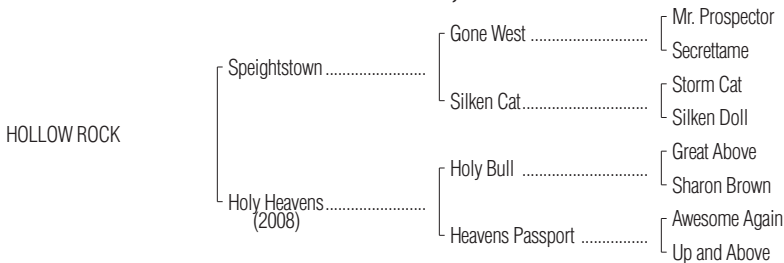 Mr. Prospector
Gone West ..................
Secrettame
Speightstown ........................
Storm Cat
Silken Cat..........................
Silken Doll
HOLLOW ROCK
Great Above
Holy Bull ...................
Sharon Brown
Holy Heavens........................
(2008)
Awesome Again
Heavens Passport ................
Up and Above